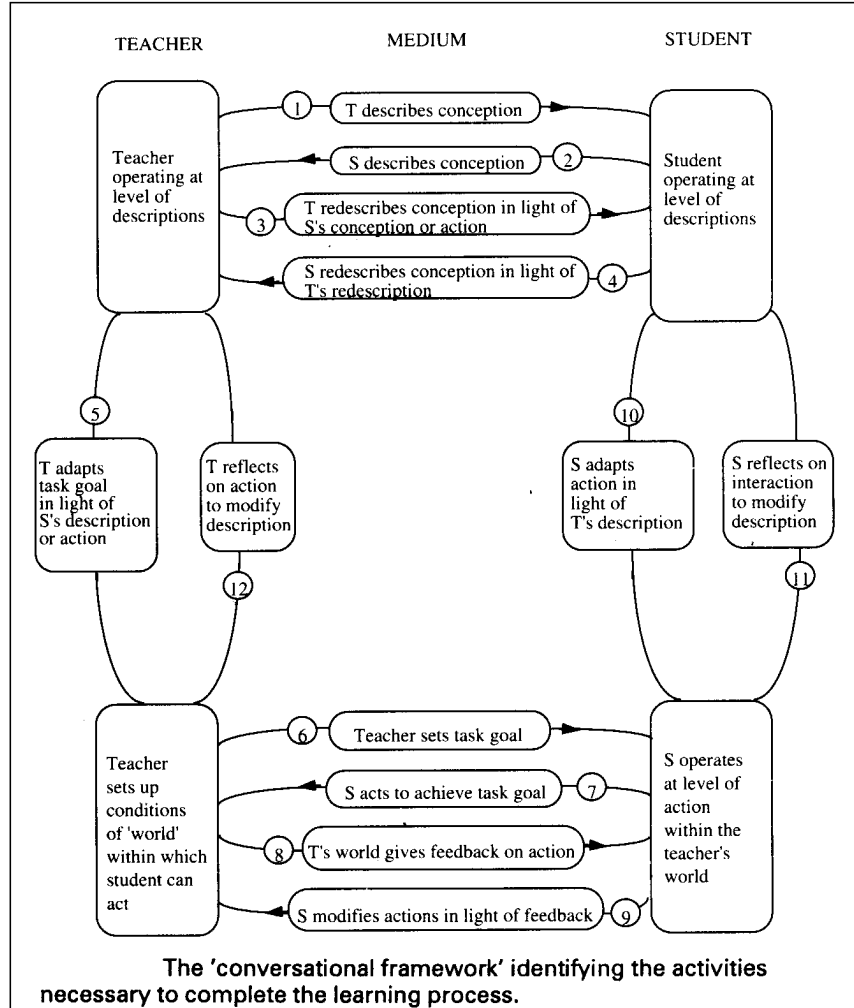 TEACHER MEDIUM STUDENT
1 T describes conception
S describes conception 2
Teacher
operating at
level of
descriptions
Student
operating at
level of
descriptions
3 T redescribes conception in light of
S's conception or action
S redescribes conception in light of
T's redescription 4
5
T adapts
task goal
in light of
S's description
or action
T reflects
on action
to modify
description
12
10
S adapts
action in
light of
T's description
S reflects on
interaction
to modify
description
11
Teacher
sets up
conditions
of 'world'
within which
student can
act
6 Teacher sets task goal
S acts to achieve task goal 7
8 T's world gives feedback on action
S modifies actions in light of feedback 9
S operates
at level of
action
within the
teacher's
world
The 'conversational framework' identifying the activities
necessary to complete the learning process.